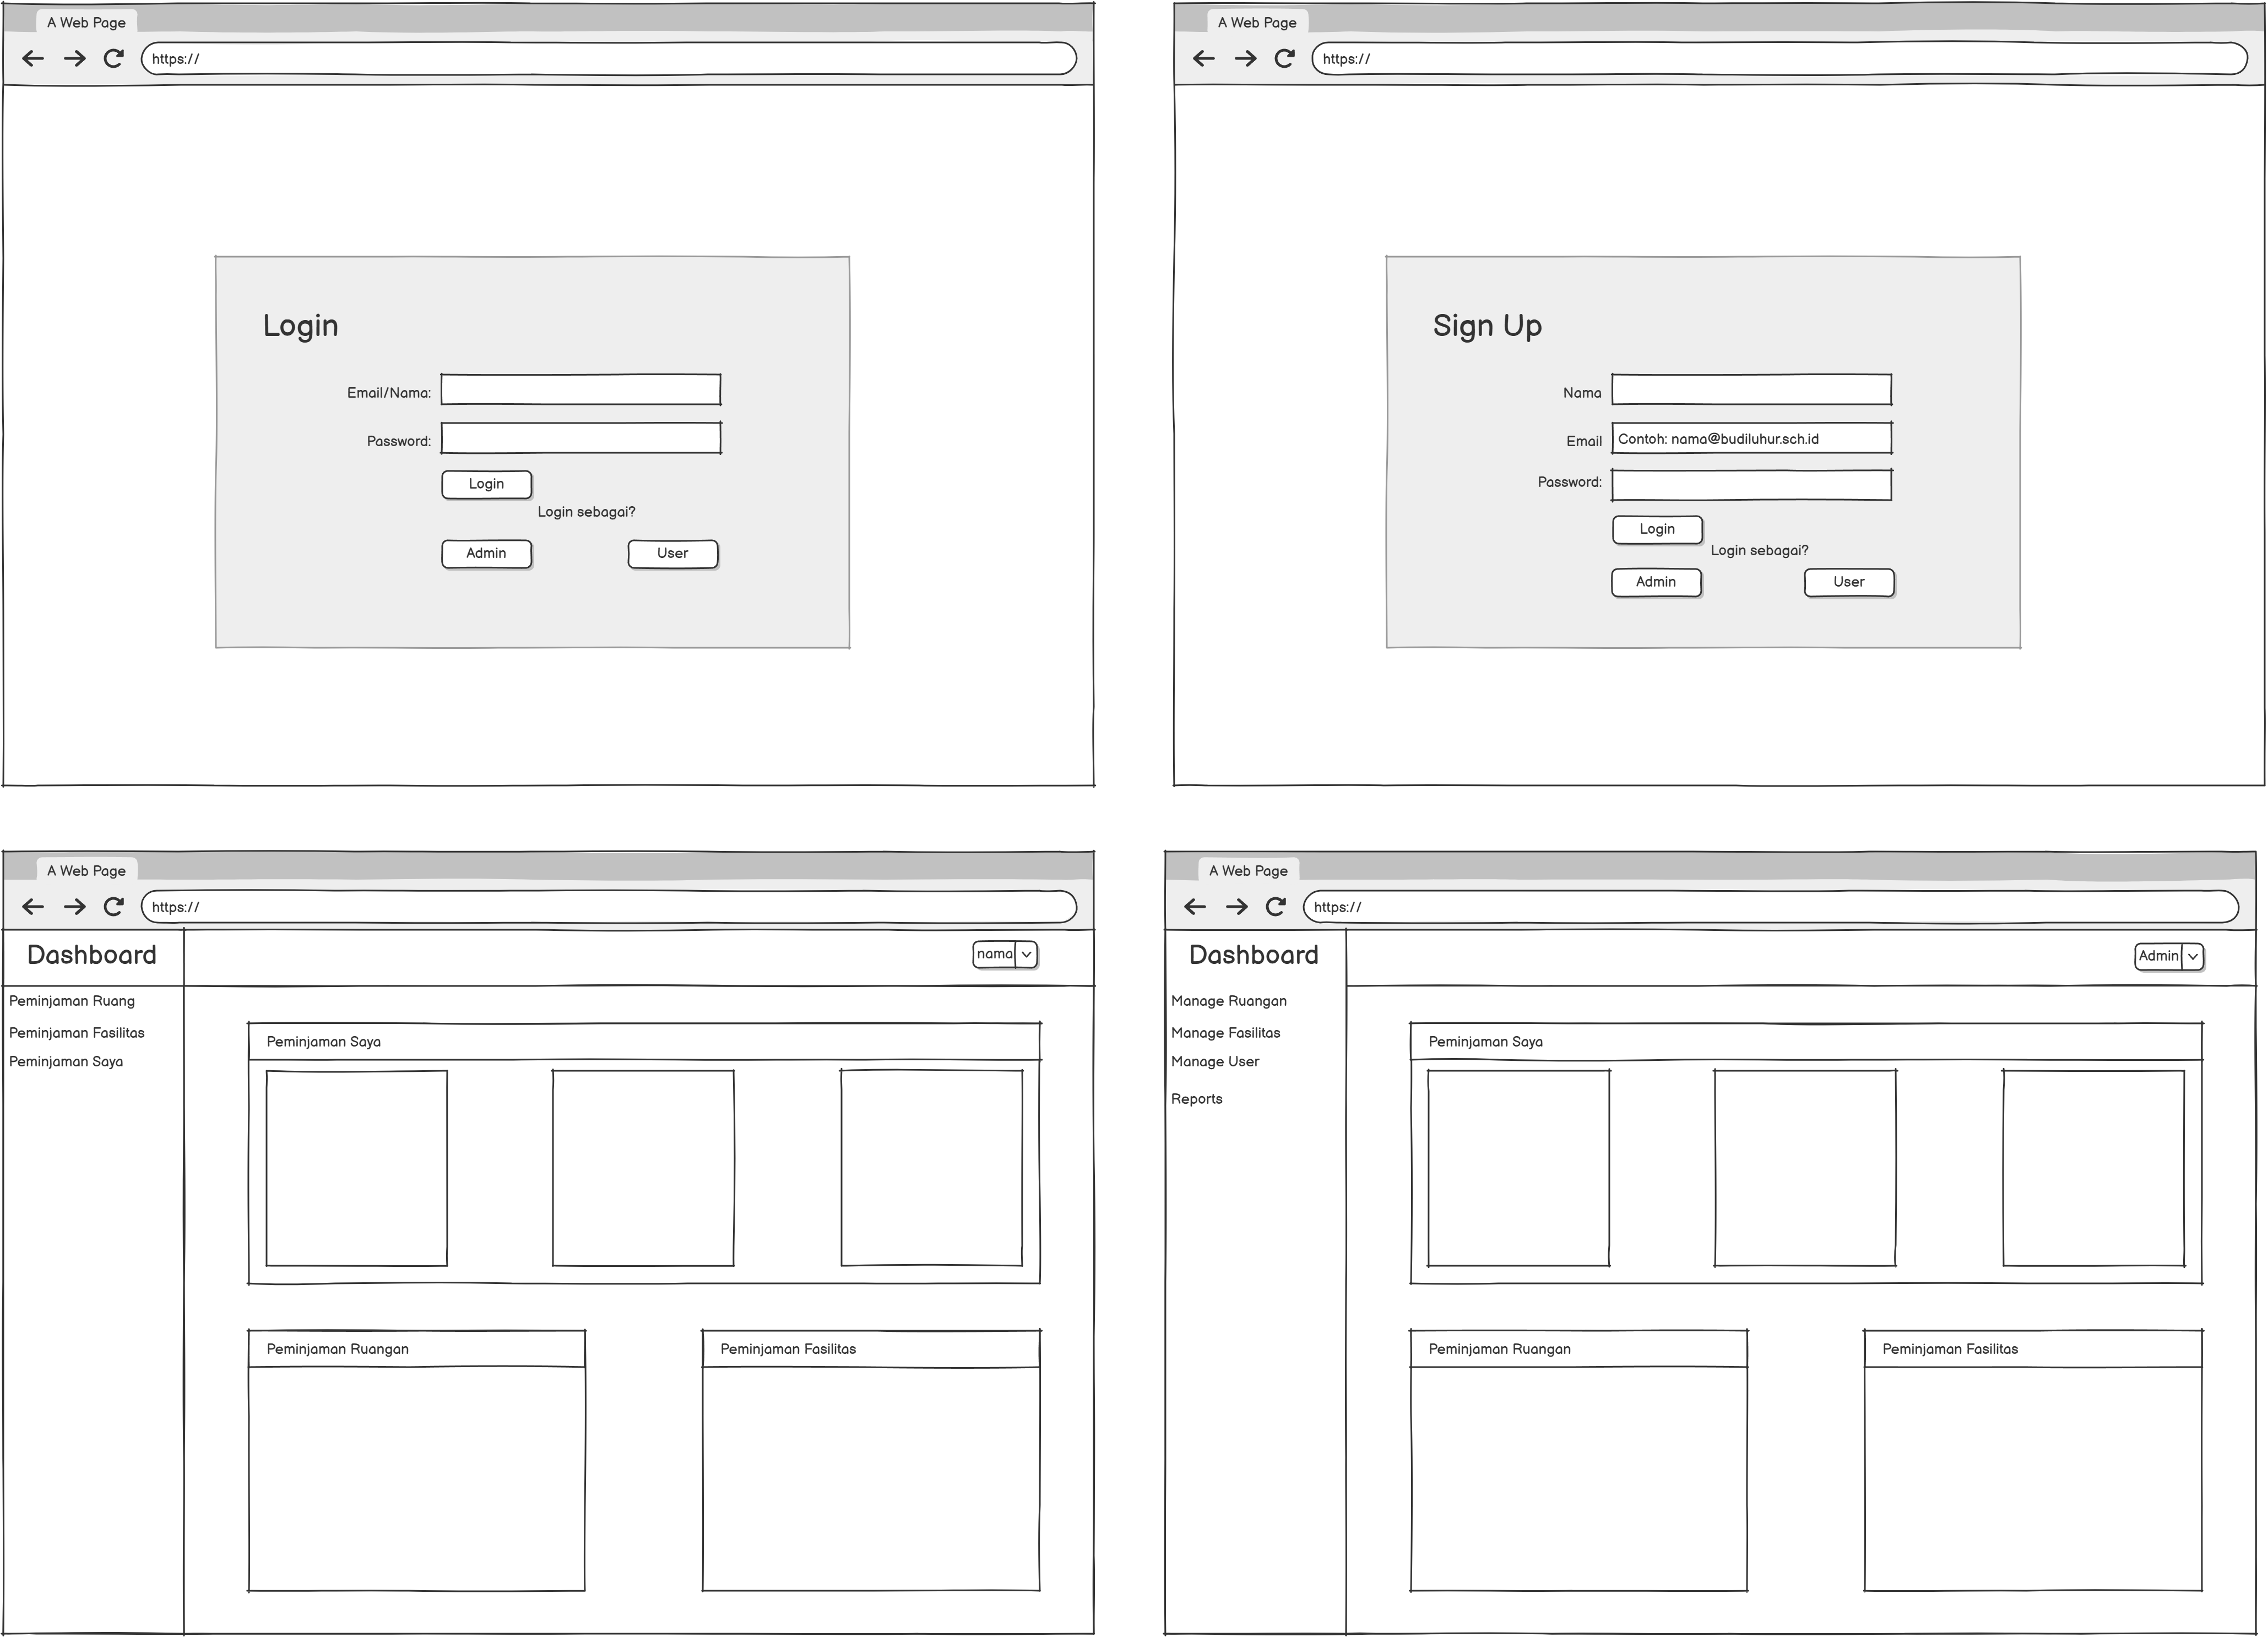 A Web Page
https://
Login
Email/Nama:
Password:
Login
Login sebagai?
Admin
User
A Web Page
https://
Sign Up
Nama
Email
Contoh: nama@budiluhur.sch.id
Password:
Login
Login sebagai?
Admin
User
A Web Page
https://
Dashboard
nama
Peminjaman Ruang
Peminjaman Fasilitas
Peminjaman Saya
Peminjaman Saya
Peminjaman Ruangan
Peminjaman Fasilitas
A Web Page
https://
Dashboard
Admin
Manage Ruangan
Manage Fasilitas
Manage User
Reports
Peminjaman Saya
Peminjaman Ruangan
Peminjaman Fasilitas